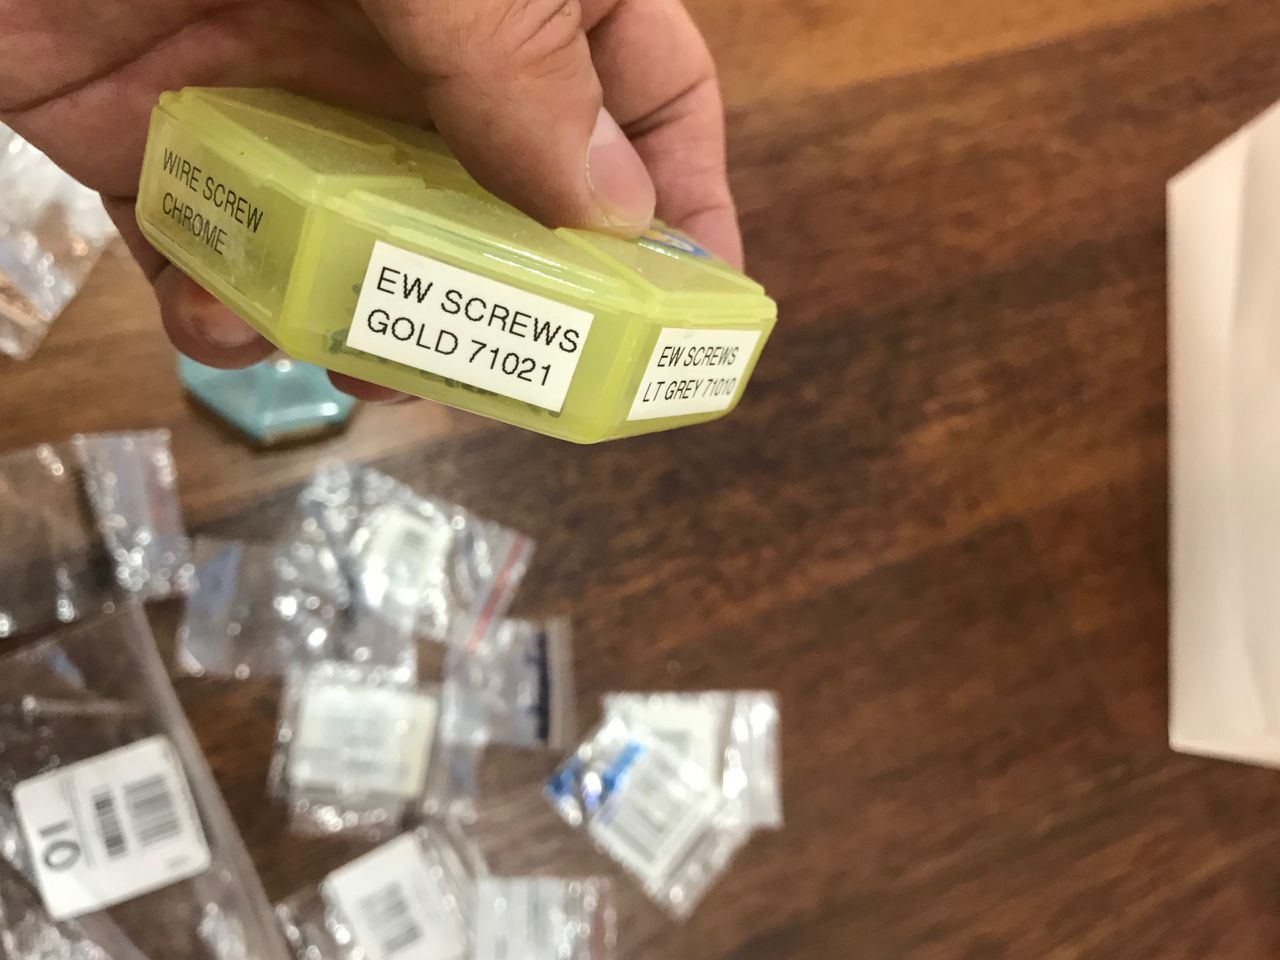 WIRE SCREW
CHROME
EW SCREWS
GOLD 71021
EW SCREWS
LT GREY 71010
10